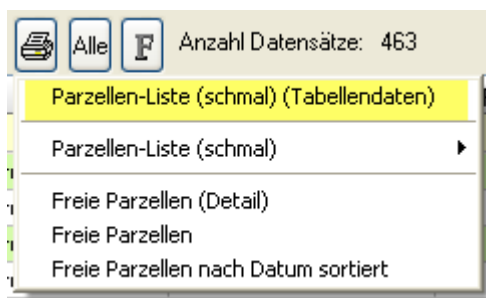 Alle F Anzahl Datensätze: 463
Parzellen-Liste (schmal) (Tabellendaten)
Parzellen-Liste (schmal)
Freie Parzellen (Detail)
Freie Parzellen
Freie Parzellen nach Datum sortiert